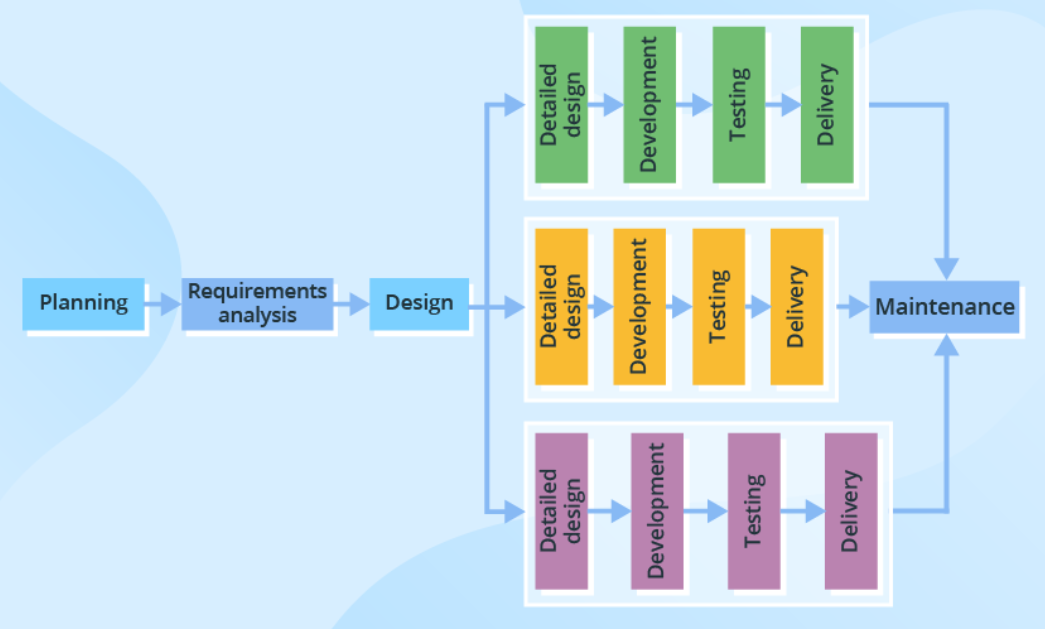 Planning
Requirements
analysis
Design
Detailed
design
Development
Testing
Delivery
Detailed
design
Development
Testing
Delivery
Detailed
design
Development
Testing
Delivery
Maintenance